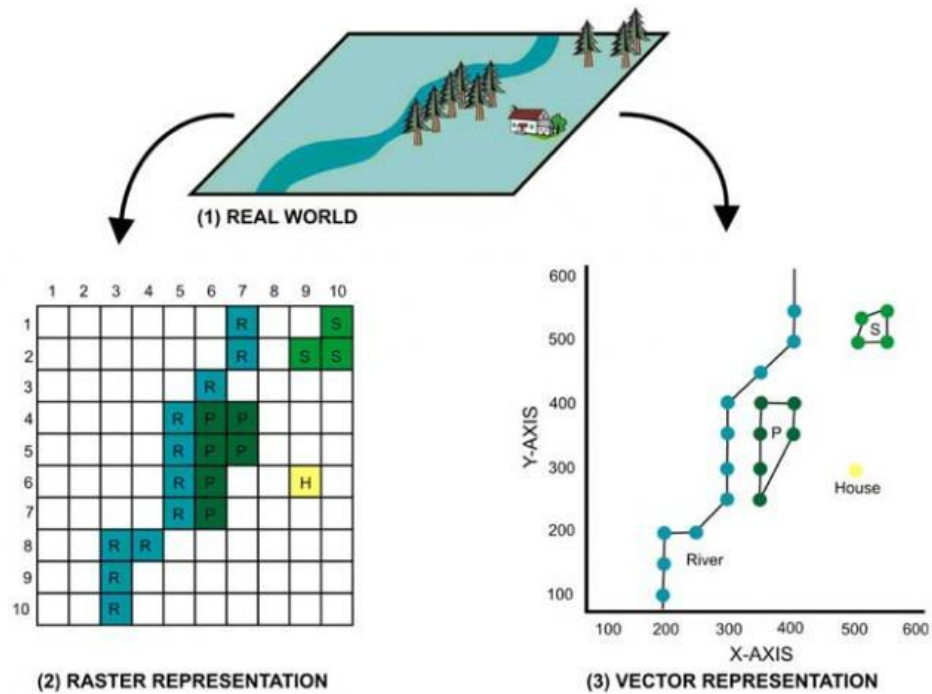 (1) REAL WORLD
1 2 3 4 5 6 7 8 9 10
1 R S
2 R S S
3 R
4 R P P
5 R P P
6 R P H
7 R P
8 R R
9 R
10 R
(2) RASTER REPRESENTATION
600
500
400
300
200
100
Y-AXIS
S
P
House
River
100 200 300 400 500 600
X-AXIS
(3) VECTOR REPRESENTATION